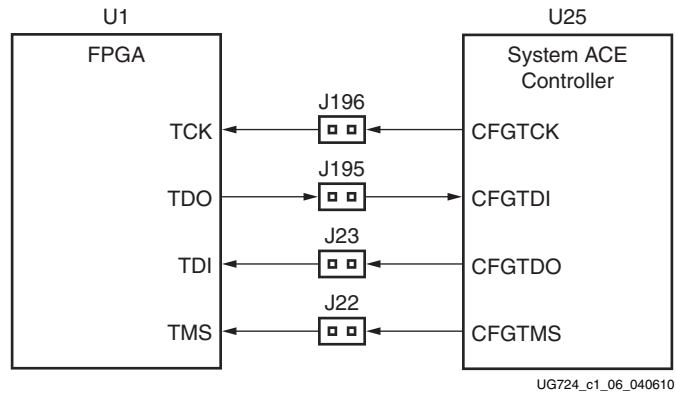 U1 U25
FPGA System ACE
Controller
J196
TCK CFGTCK
J195
TDO CFGTDI
J23
TDI CFGTDO
J22
TMS CFGTMS
UG724_c1_06_040610